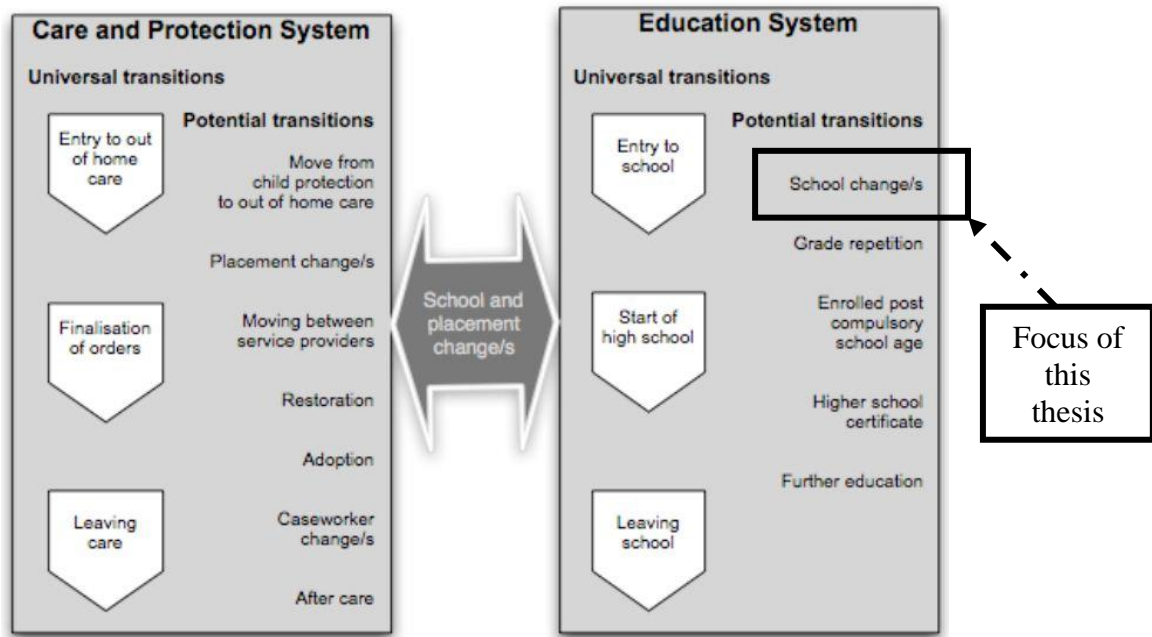 Care and Protection System
Universal transitions
Potential transitions
Entry to out
of home
care
Move from
child protection
to out of home care
Placement change/s
Finalisation
of orders
Moving between
service providers
Restoration
Adoption
Leaving
care
Caseworker
change/s
After care
School and
placement
change/s
Education System
Universal transitions
Potential transitions
Entry to
school
School change/s
Grade repetition
Start of
high school
Enrolled post
compulsory
school age
Higher school
certificate
Further education
Leaving
school
Focus of
this
thesis